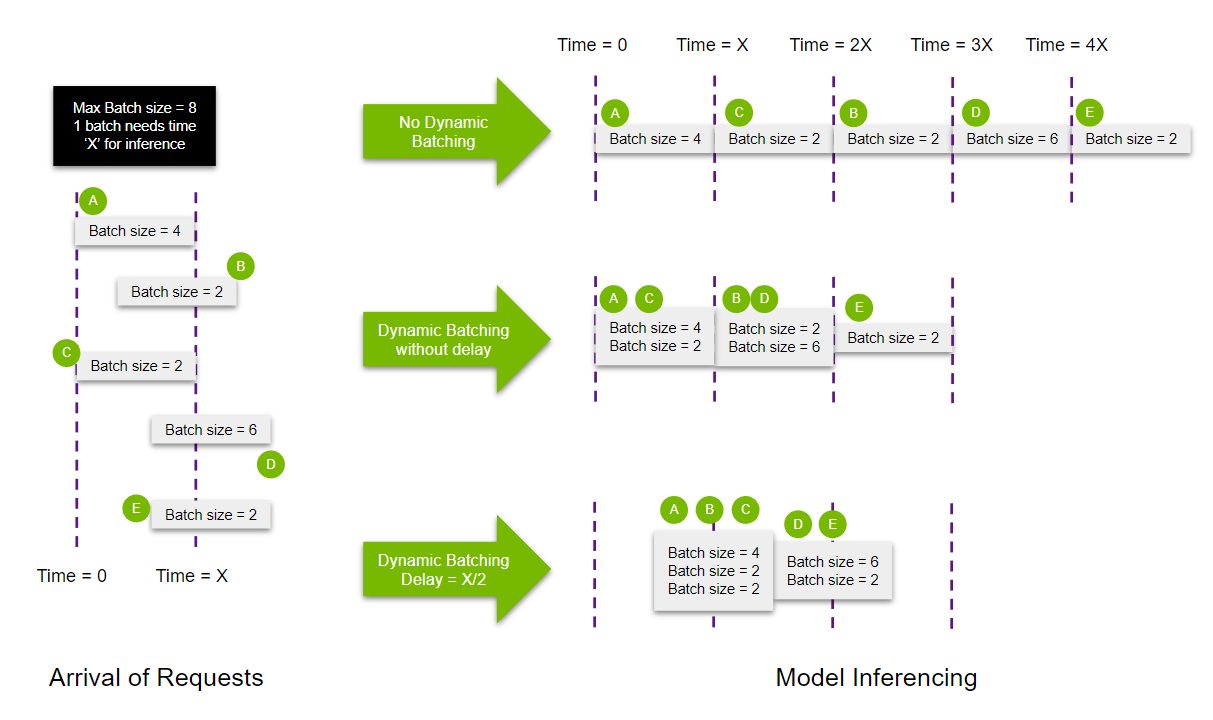 Max Batch size = 8
1 batch needs time
'X' for inference
A
Batch size = 4
B
Batch size = 2
C
Batch size = 2
Batch size = 6
D
E
Batch size = 2
Time = 0
Time = X
Arrival of Requests
Time = 0
Time = X
Time = 2X
Time = 3X
Time = 4X
No Dynamic
Batching
A
C
B
D
E
Batch size = 4
Batch size = 2
Batch size = 2
Batch size = 6
Batch size = 2
Dynamic Batching
without delay
A
C
B
D
E
Batch size = 4
Batch size = 2
Batch size = 2
Batch size = 6
Batch size = 2
Dynamic Batching
Delay = X/2
A
B
C
D
E
Batch size = 4
Batch size = 2
Batch size = 2
Batch size = 6
Batch size = 2
Model Inferencing